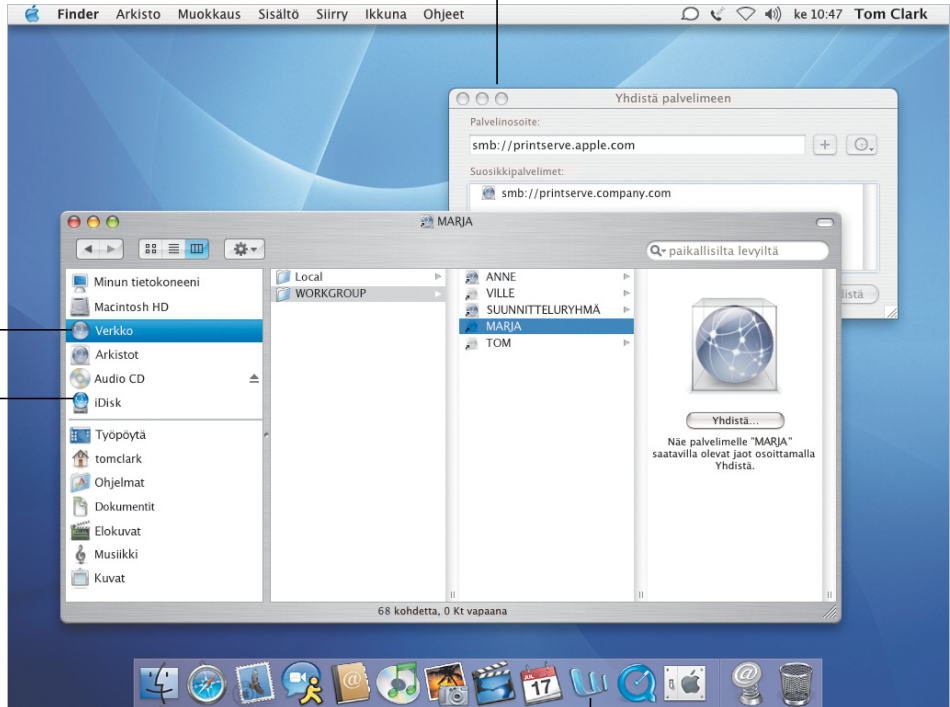 Finder Arkisto Muokkaus Sisältö Siirry Ikkuna Ohjeet ke 10:47 Tom Clark
Yhdistä palvelimeen
Palvelinosoite:
smb://printserve.apple.com
Suosikkipalvelimet:
smb://printserve.company.com
distä
MARJA
paikallisilta levyiltä
Minun tietokoneeni
Macintosh HD
Verkko
Arkistot
Audio CD
iDisk
Työpöytä
tomclark
Ohjelmat
Dokumentit
Elokuvat
Musiikki
Kuvat
Local
WORKGROUP
ANNE
VILLE
SUUNNITTELURYHMÄ
MARJA
TOM
Yhdistä...
Näe palvelimelle "MARJA"
saatavilla olevat jaot osoittamalla
Yhdistä.
68 kohdetta, 0 Kt vapaana
JUL
17